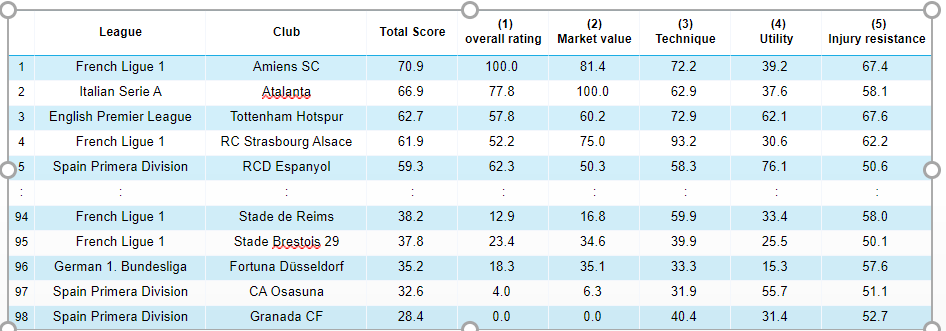 League Club Total Score (1) overall rating (2) Market value (3) Technique (4) Utility (5) Injury resistance
1 French Ligue 1 Amiens SC 70.9 100.0 81.4 72.2 39.2 67.4
2 Italian Serie A Atalanta 66.9 77.8 100.0 62.9 37.6 58.1
3 English Premier League Tottenham Hotspur 62.7 57.8 60.2 72.9 62.1 67.6
4 French Ligue 1 RC Strasbourg Alsace 61.9 52.2 75.0 93.2 30.6 62.2
5 Spain Primera Division RCD Espanyol 59.3 62.3 50.3 58.3 76.1 50.6
: : : : : : : : :
94 French Ligue 1 Stade de Reims 38.2 12.9 16.8 59.9 33.4 58.0
95 French Ligue 1 Stade Brestois 29 37.8 23.4 34.6 39.9 25.5 50.1
96 German 1. Bundesliga Fortuna Düsseldorf 35.2 18.3 35.1 33.3 15.3 57.6
97 Spain Primera Division CA Osasuna 32.6 4.0 6.3 31.9 55.7 51.1
98 Spain Primera Division Granada CF 28.4 0.0 0.0 40.4 31.4 52.7